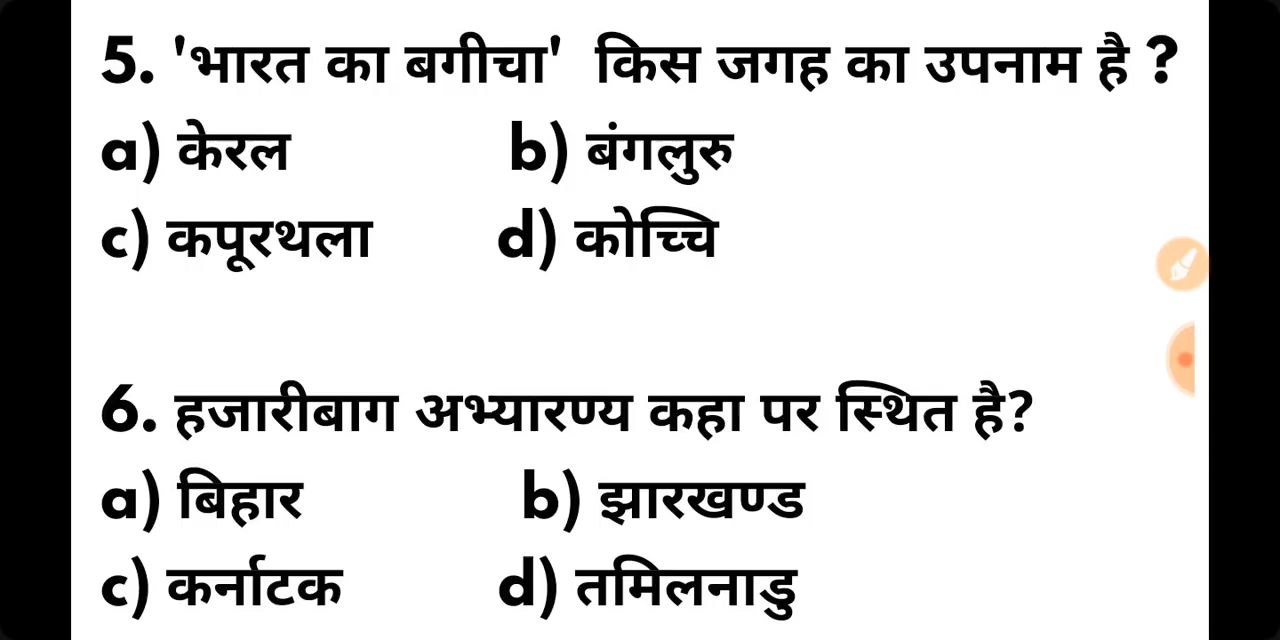 5. 'भारत का बगीचा' किस जगह का उपनाम है ?
a) केरल b) बंगलुरु
c) कपूरथला d) कोच्चि
6. हजारीबाग अभ्यारण्य कहा पर स्थित है?
a) बिहार b) झारखण्ड
c) कर्नाटक d) तमिलनाडु